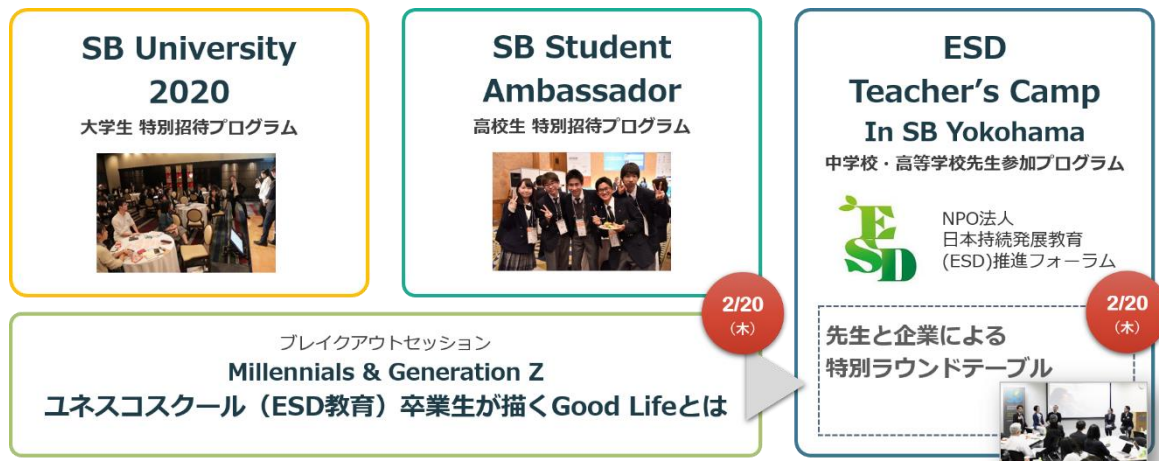 SB University
2020
大学生 特別招待プログラム
SB Student
Ambassador
高校生 特別招待プログラム
ESD
Teacher's Camp
In SB Yokohama
中学校・高等学校先生参加プログラム
ESD
NPO法人
日本持続発展教育
(ESD)推進フォーラム
2/20
（木）
ブレイクアウトセッション
Millennials & Generation Z
ユネスコスクール（ESD教育）卒業生が描くGood Lifeとは
2/20
（木）
先生と企業による
特別ラウンドテーブル